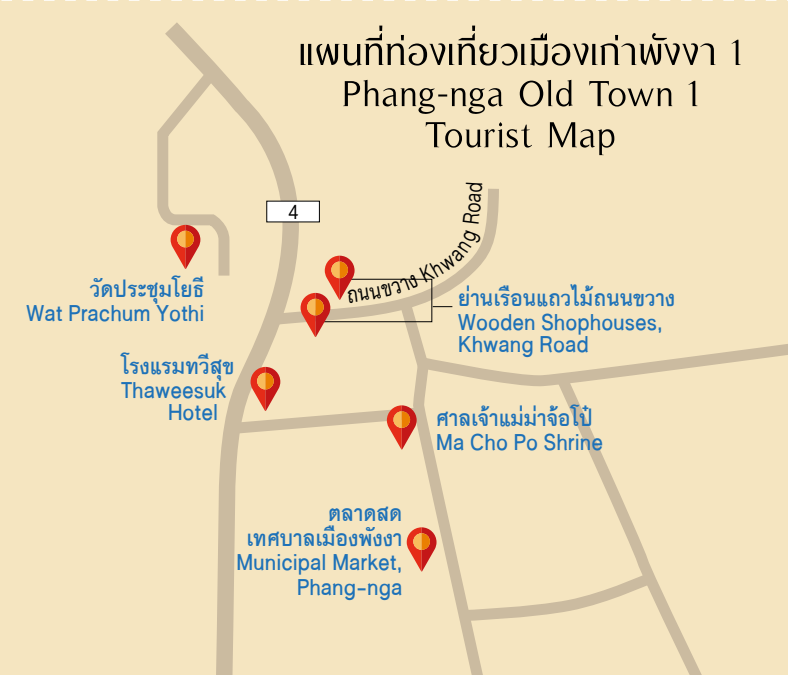 แผนที่ท่องเที่ยวเมืองเก่าพังงา 1
Phang-nga Old Town 1
Tourist Map
4
ถนนขวาง Khwang Road
วัดประชุมโยธี
Wat Prachum Yothi
ย่านเรือนแถวไม้ถนนขวาง
Wooden Shophouses,
Khwang Road
โรงแรมทวีสุข
Thaweesuk
Hotel
ศาลเจ้าแม่ม่าจ้อโป๋
Ma Cho Po Shrine
ตลาดสด
เทศบาลเมืองพังงา
Municipal Market,
Phang-nga